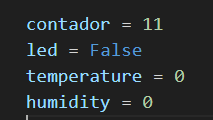 contador = 11
led = False
temperature = 0
humidity = 0